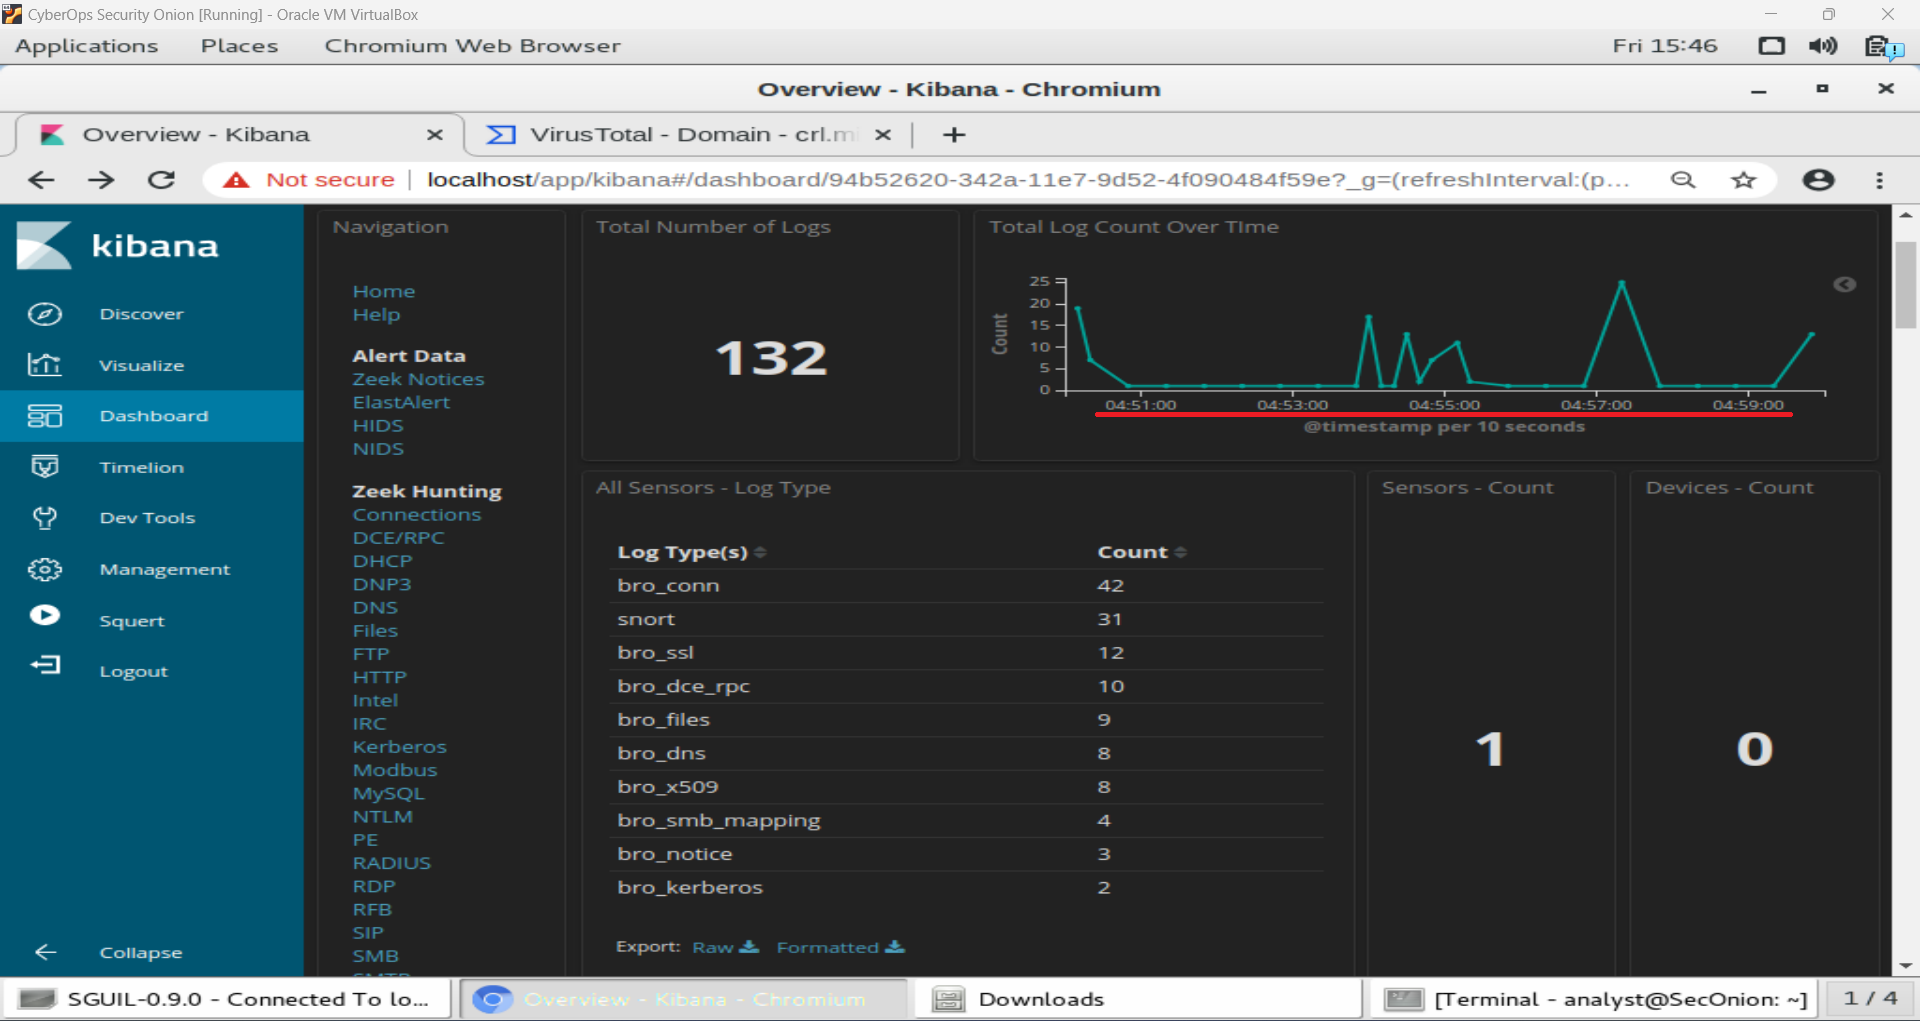 CyberOps Security Onion [Running] - Oracle VM VirtualBox
Applications Places Chromium Web Browser Fri 15:46
Overview - Kibana - Chromium
Overview - Kibana VirusTotal - Domain - crl.m
Not secure localhost/app/kibana#/dashboard/94b52620-342a-11e7-9d52-4f090484f59e?_g=(refreshInterval:(p...
kibana
Discover
Visualize
Dashboard
Timelion
Dev Tools
Management
Squert
Logout
Collapse
Navigation
Home
Help
Alert Data
Zeek Notices
ElastAlert
HIDS
NIDS
Zeek Hunting
Connections
DCE/RPC
DHCP
DNP3
DNS
Files
FTP
HTTP
Intel
IRC
Kerberos
Modbus
MySQL
NTLM
PE
RADIUS
RDP
RFB
SIP
SMB
SMTP
Total Number of Logs
132
Total Log Count Over TIme
Count
25
20
15
10
5
0
04:51:00 04:53:00 04:55:00 04:57:00 04:59:00
@timestamp per 10 seconds
All Sensors - Log Type
Log Type(s) Count
bro_conn 42
snort 31
bro_ssl 12
bro_dce_rpc 10
bro_files 9
bro_dns 8
bro_x509 8
bro_smb_mapping 4
bro_notice 3
bro_kerberos 2
Export: Raw Formatted
Sensors - Count
1
Devices - Count
0
SGUIL-0.9.0 - Connected To lo... Overview - Kibana - Chromium Downloads [Terminal - analyst@SecOnion: ~] 1 / 4